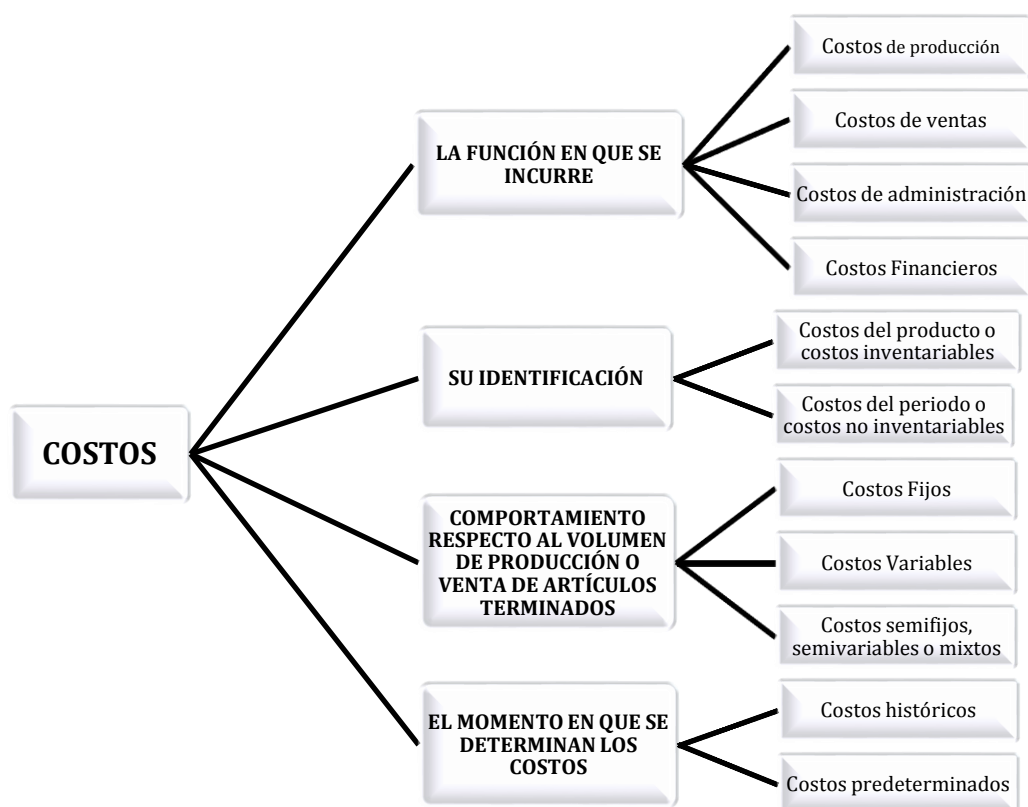 COSTOS
LA FUNCIÓN EN QUE SE
INCURRE
Costos de producción
Costos de ventas
Costos de administración
Costos Financieros
SU IDENTIFICACIÓN
Costos del producto o
costos inventariables
Costos del periodo o
costos no inventariables
COMPORTAMIENTO
RESPECTO AL VOLUMEN
DE PRODUCCIÓN O
VENTA DE ARTÍCULOS
TERMINADOS
Costos Fijos
Costos Variables
Costos semifijos,
semivariables o mixtos
EL MOMENTO EN QUE SE
DETERMINAN LOS
COSTOS
Costos históricos
Costos predeterminados